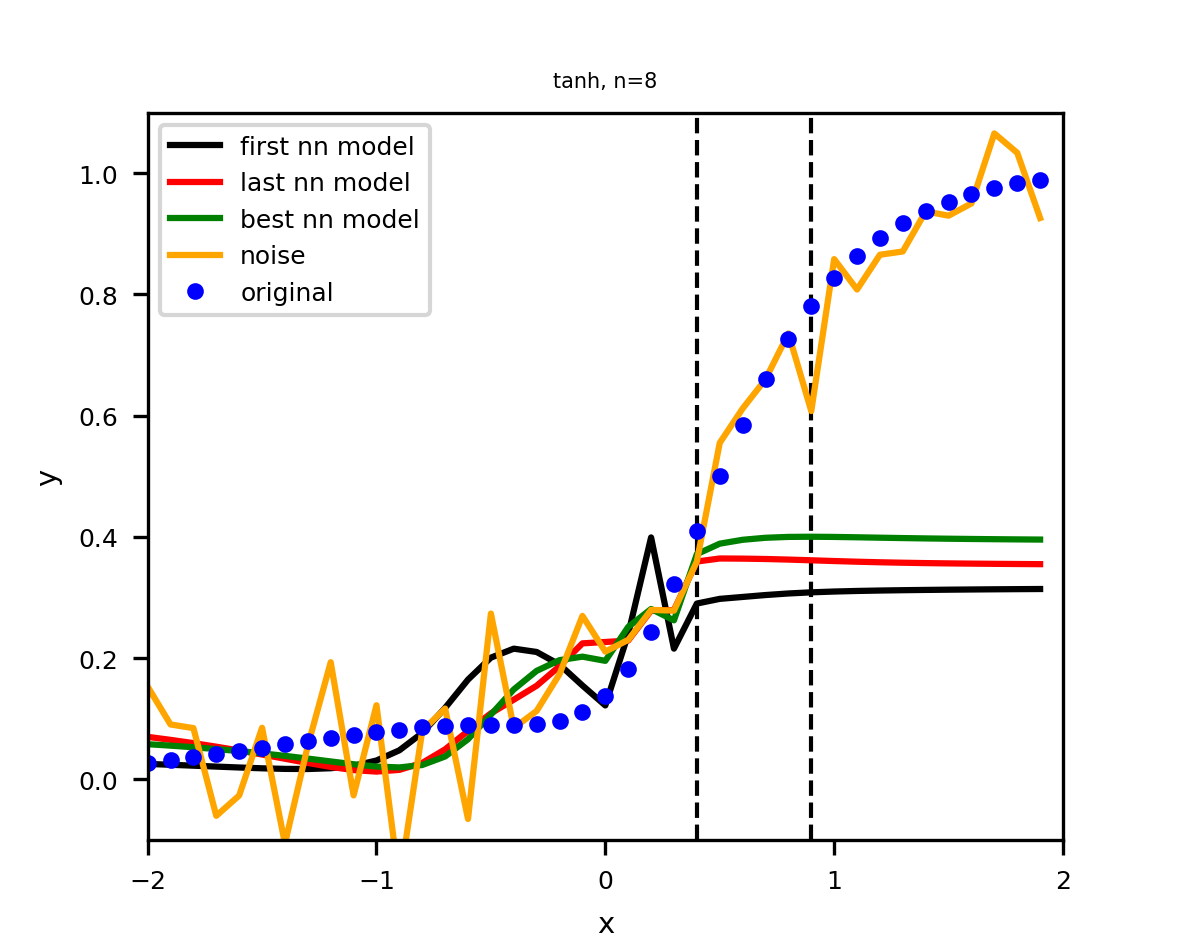 tanh, n=8
first nn model
last nn model
best nn model
noise
original
1.0
0.8
0.6
0.4
0.2
0.0
y
−2
−1
0
1
2
x